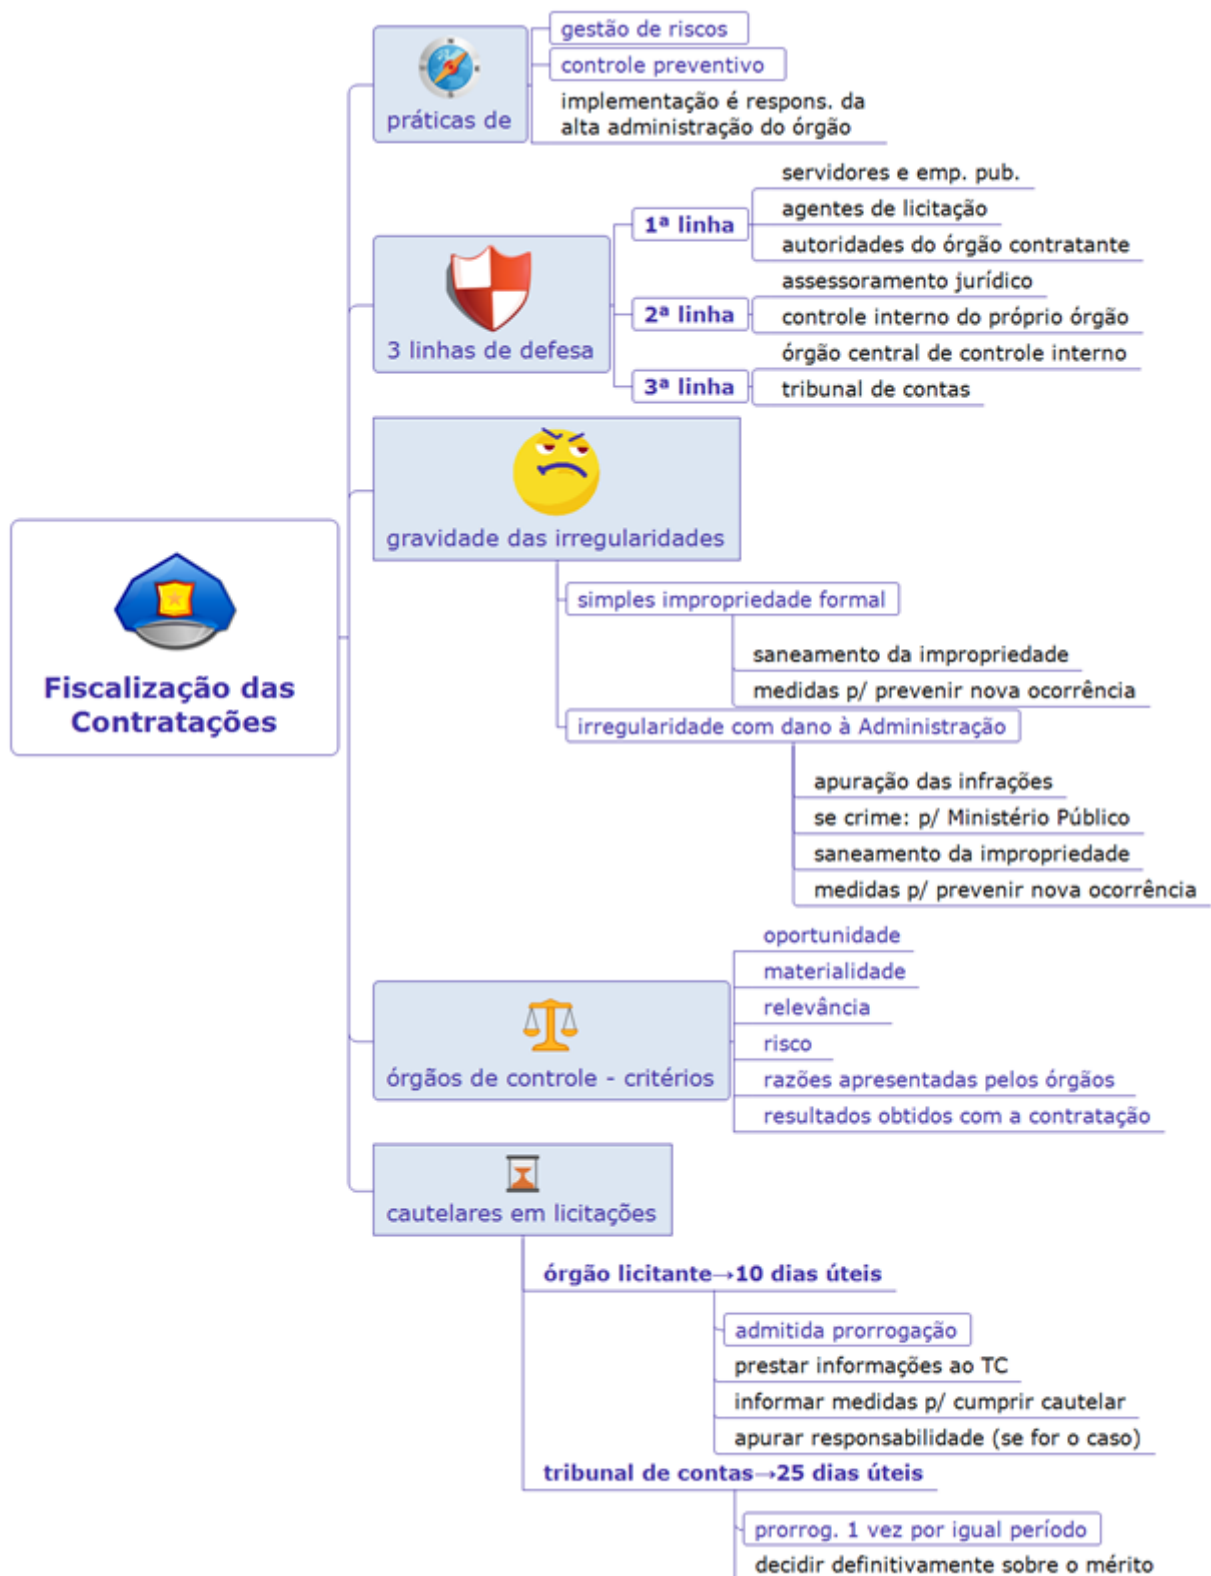 Fiscalização das
Contratações
práticas de
gestão de riscos
controle preventivo
implementação é respons. da
alta administração do órgão
3 linhas de defesa
1ª linha
servidores e emp. pub.
agentes de licitação
autoridades do órgão contratante
2ª linha
assessoramento jurídico
controle interno do próprio órgão
3ª linha
órgão central de controle interno
tribunal de contas
gravidade das irregularidades
simples impropriedade formal
saneamento da impropriedade
medidas p/ prevenir nova ocorrência
irregularidade com dano à Administração
apuração das infrações
se crime: p/ Ministério Público
saneamento da impropriedade
medidas p/ prevenir nova ocorrência
órgãos de controle - critérios
oportunidade
materialidade
relevância
risco
razões apresentadas pelos órgãos
resultados obtidos com a contratação
cautelares em licitações
órgão licitante→10 dias úteis
admitida prorrogação
prestar informações ao TC
informar medidas p/ cumprir cautelar
apurar responsabilidade (se for o caso)
tribunal de contas→25 dias úteis
prorrog. 1 vez por igual período
decidir definitivamente sobre o mérito